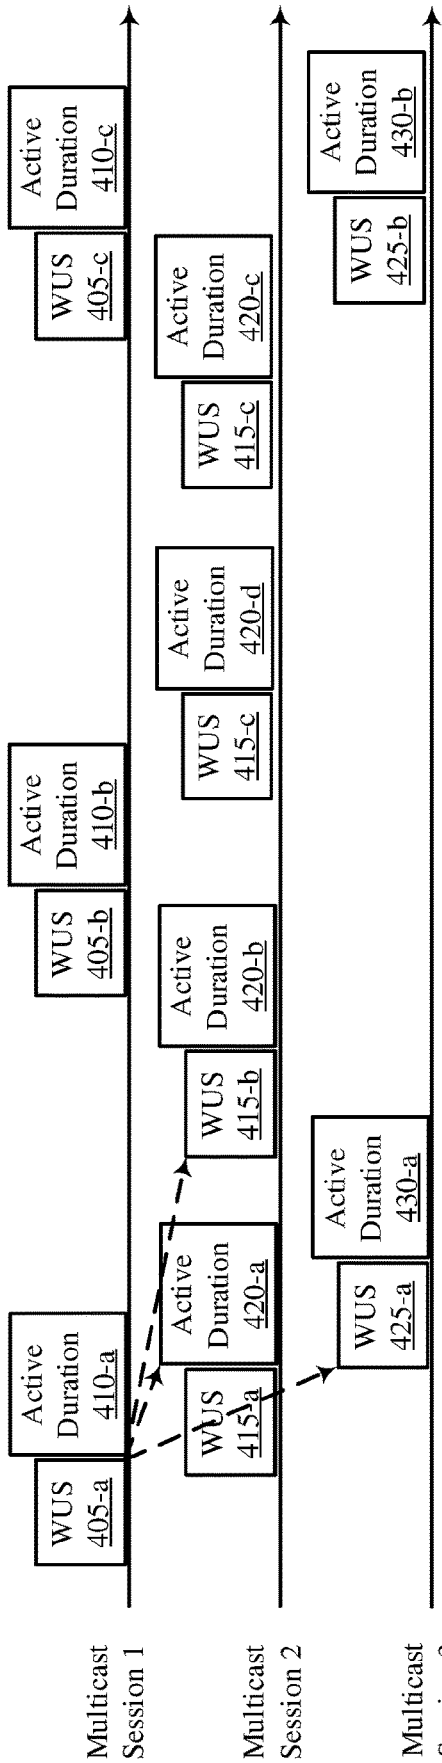 Multicast
Session 1
WUS
405-a
Active
Duration
410-a
WUS
405-b
Active
Duration
410-b
WUS
405-c
Active
Duration
410-c
Multicast
Session 2
WUS
415-a
Active
Duration
420-a
WUS
415-b
Active
Duration
420-b
WUS
415-c
Active
Duration
420-d
WUS
415-c
Active
Duration
420-c
Multicast
Session
WUS
425-a
Active
Duration
430-a
WUS
425-b
Active
Duration
430-b